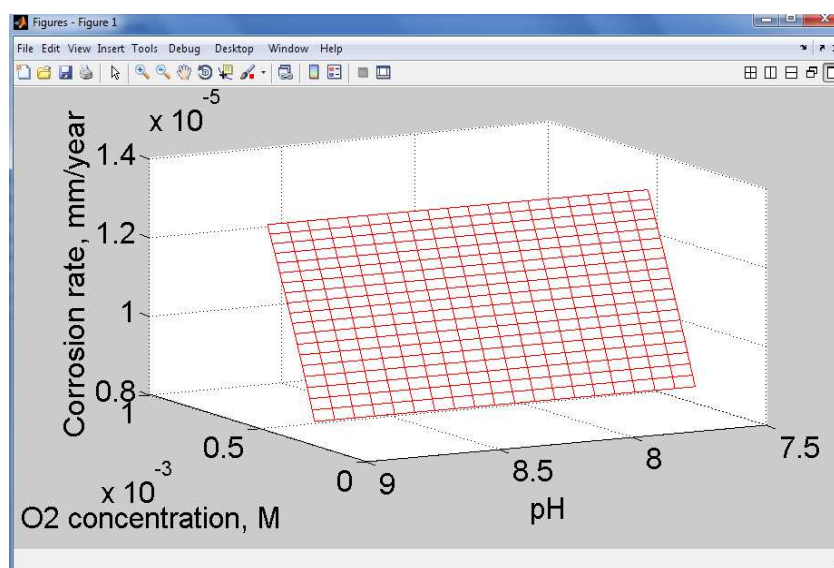 Figures - Figure 1
File Edit View Insert Tools Debug Desktop Window Help
x 10^-5
Corrosion rate, mm/year
1.4
1.2
1
0.8
1
0.5
0
x 10^-3
O2 concentration, M
9
8.5
8
7.5
pH